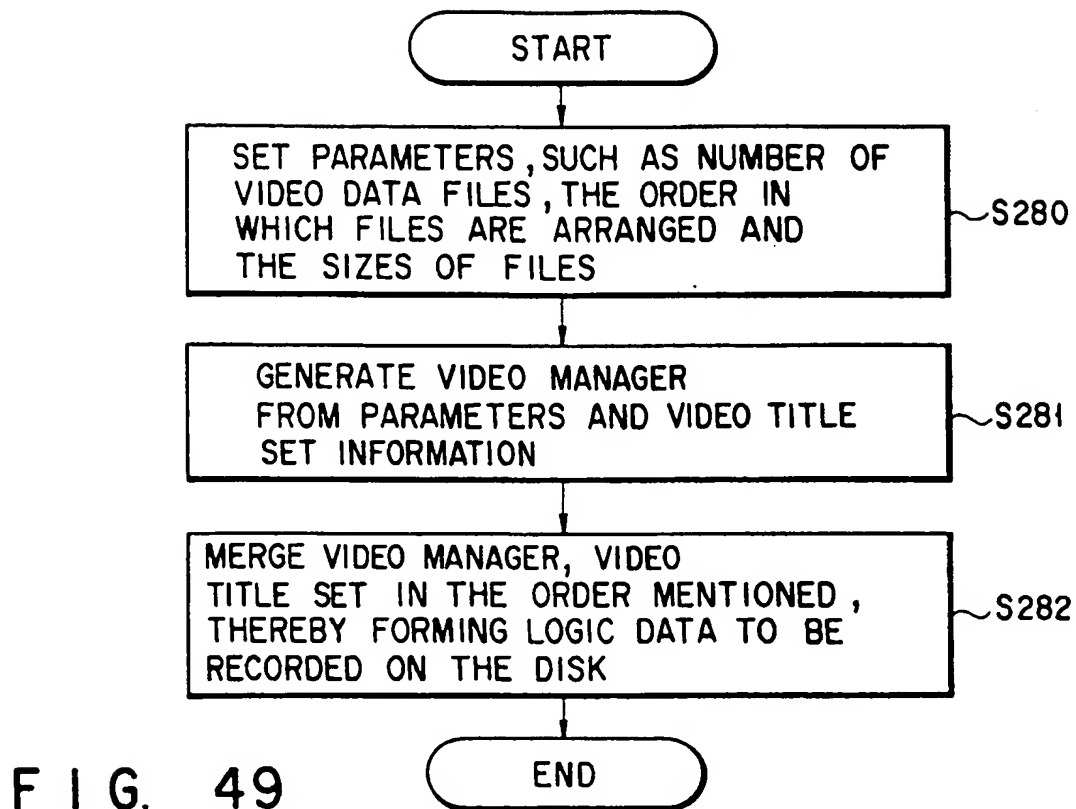 START
SET PARAMETERS, SUCH AS NUMBER OF
VIDEO DATA FILES, THE ORDER IN
WHICH FILES ARE ARRANGED AND
THE SIZES OF FILES
S280
GENERATE VIDEO MANAGER
FROM PARAMETERS AND VIDEO TITLE
SET INFORMATION
S281
MERGE VIDEO MANAGER, VIDEO
TITLE SET IN THE ORDER MENTIONED,
THEREBY FORMING LOGIC DATA TO BE
RECORDED ON THE DISK
S282
END
FIG. 49